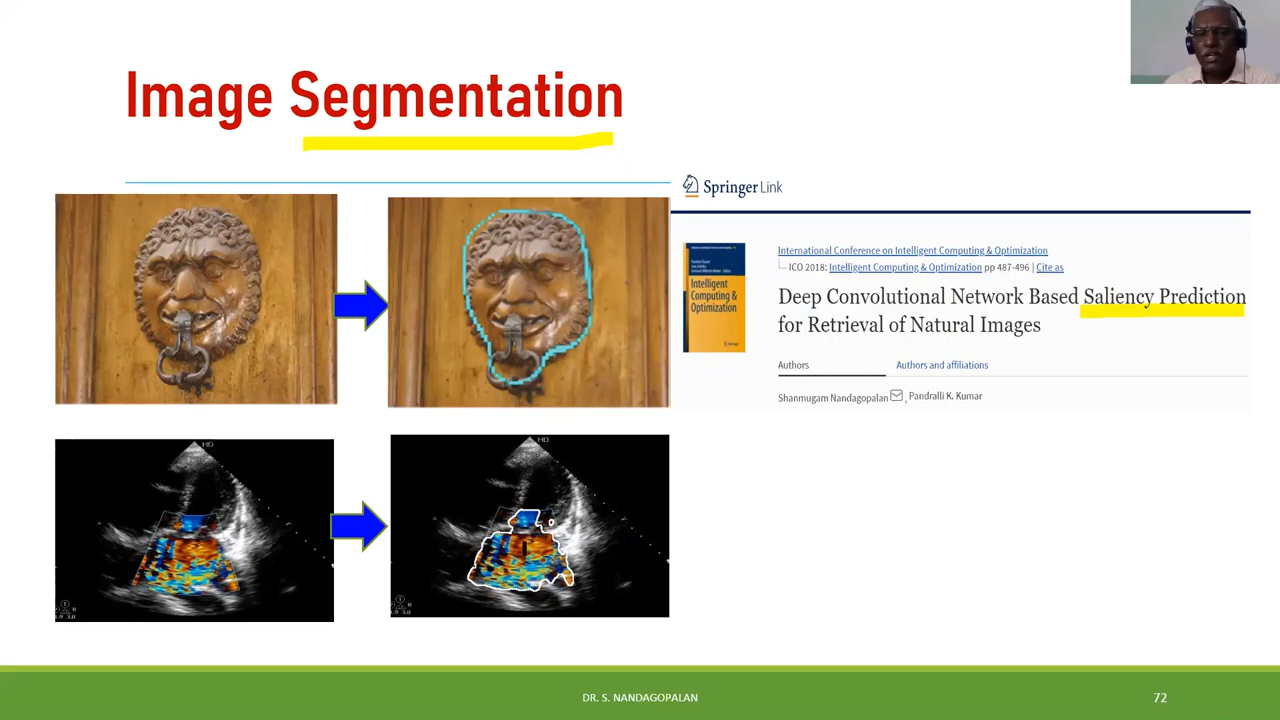 Image Segmentation
Springer Link
International Conference on Intelligent Computing & Optimization
ICO 2018: Intelligent Computing & Optimization pp 487-496 | Cite as
Deep Convolutional Network Based Saliency Prediction
for Retrieval of Natural Images
Authors
Authors and affiliations
Shanmugam Nandagopalan , Pandralli K. Kumar
Intelligent
Computing &
Optimization
HD
HD
DR. S. NANDAGOPALAN
72